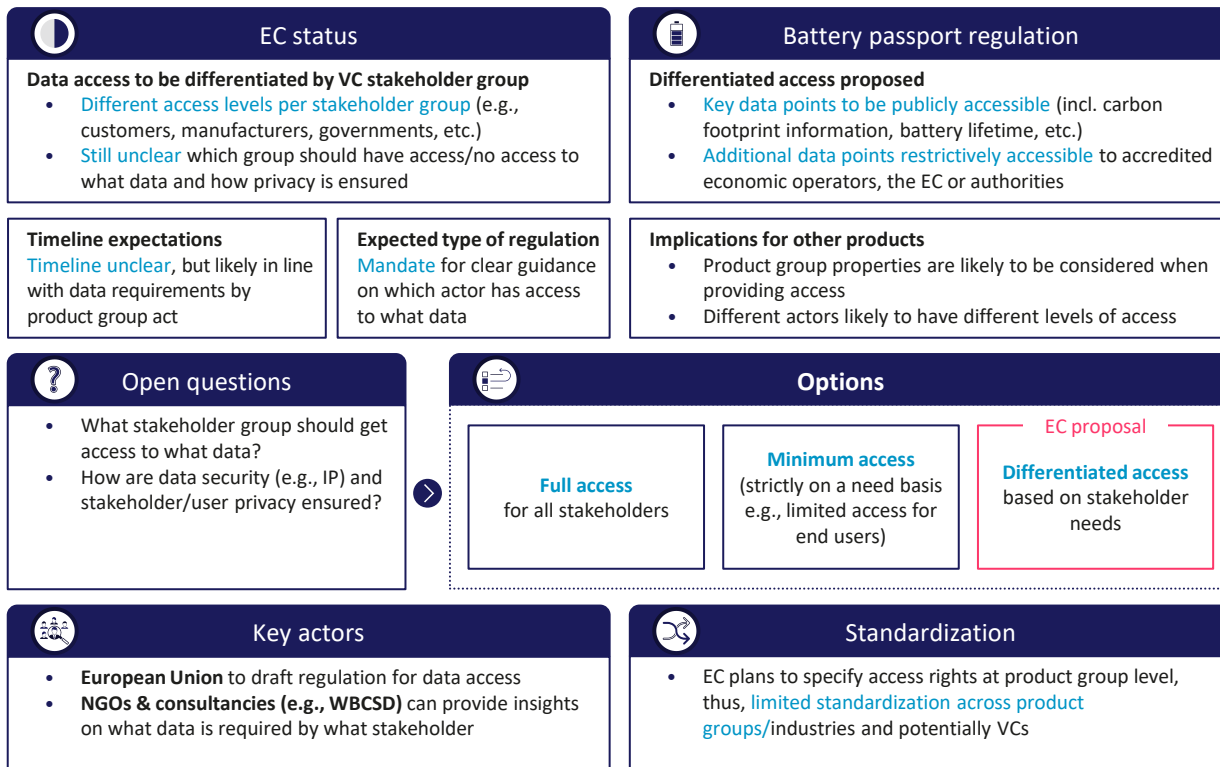 EC status
Data access to be differentiated by VC stakeholder group
• Different access levels per stakeholder group (e.g.,
customers, manufacturers, governments, etc.)
• Still unclear which group should have access/no access to
what data and how privacy is ensured
Battery passport regulation
Differentiated access proposed
• Key data points to be publicly accessible (incl. carbon
footprint information, battery lifetime, etc.)
• Additional data points restrictively accessible to accredited
economic operators, the EC or authorities
Timeline expectations
Timeline unclear, but likely in line
with data requirements by
product group act
Expected type of regulation
Mandate for clear guidance
on which actor has access
to what data
Implications for other products
• Product group properties are likely to be considered when
providing access
• Different actors likely to have different levels of access
?
Open questions
• What stakeholder group should get
access to what data?
• How are data security (e.g., IP) and
stakeholder/user privacy ensured?
Options
Full access
for all stakeholders
Minimum access
(strictly on a need basis
e.g., limited access for
end users)
EC proposal
Differentiated access
based on stakeholder
needs
Key actors
• European Union to draft regulation for data access
• NGOs & consultancies (e.g., WBCSD) can provide insights
on what data is required by what stakeholder
Standardization
• EC plans to specify access rights at product group level,
thus, limited standardization across product
groups/industries and potentially VCs